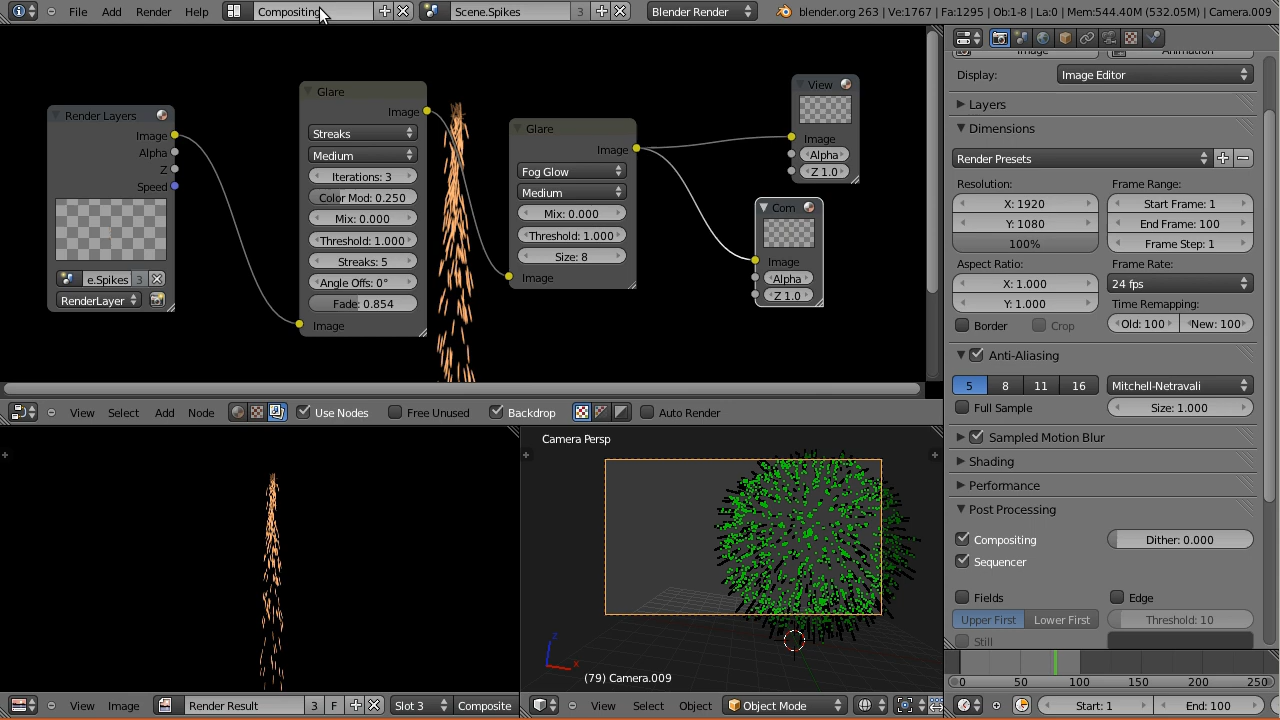 File Add Render Help Compositing Scene.Spikes 3 Blender Render blender.org 263 | Ve:1767 | Fa:1295 | Ob:1-8 | La:0 | Mem:544.40M (532.05M) | Camera.009
Render Layers
Image
Alpha
Z
Speed
e.Spikes 3
RenderLayer
Glare
Image
Streaks
Medium
Iterations: 3
Color Mod: 0.250
Mix: 0.000
Threshold: 1.000
Streaks: 5
Angle Offs: 0°
Fade: 0.854
Image
Glare
Image
Fog Glow
Medium
Mix: 0.000
Threshold: 1.000
Size: 8
Image
View
Image
Alpha
Z 1.0
Com
Image
Alpha
Z 1.0
View Select Add Node Use Nodes Free Unused Backdrop Auto Render
Camera Persp
z
x
(79) Camera.009
View Image Render Result 3 F Slot 3 Composite
View Select Object Object Mode
Image Animation
Display: Image Editor
Layers
Dimensions
Render Presets
Resolution: Frame Range:
X: 1920 Start Frame: 1
Y: 1080 End Frame: 100
100% Frame Step: 1
Aspect Ratio: Frame Rate:
X: 1.000 24 fps
Y: 1.000 Time Remapping:
Border Crop Old: 100 New: 100
Anti-Aliasing
5 8 11 16 Mitchell-Netravali
Full Sample Size: 1.000
Sampled Motion Blur
Shading
Performance
Post Processing
Compositing Dither: 0.000
Sequencer
Fields Edge
Upper First Lower First Threshold: 10
Still
0 50 100 150 200 250
Start: 1 End: 100